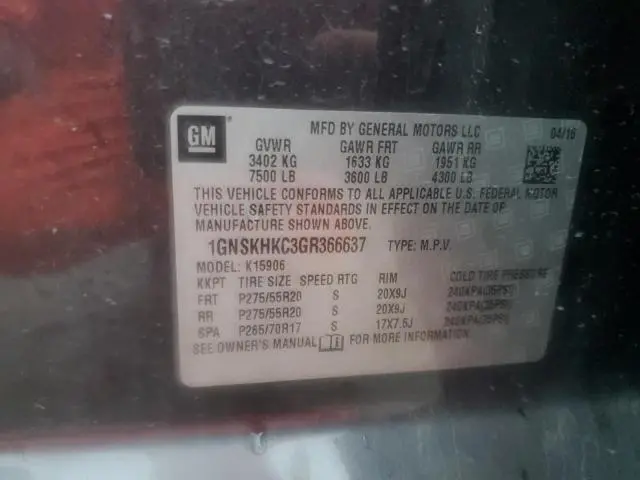 GM
MFD BY GENERAL MOTORS LLC 04/16
GVWR GAWR FRT GAWR RR
3402 KG 1633 KG 1951 KG
7500 LB 3600 LB 4300 LB
THIS VEHICLE CONFORMS TO ALL APPLICABLE U.S. FEDERAL MOTOR
VEHICLE SAFETY STANDARDS IN EFFECT ON THE DATE OF
MANUFACTURE SHOWN ABOVE.
1GNSKHKC3GR366637 TYPE: M.P.V.
MODEL: K15906
KKPT TIRE SIZE SPEED RTG RIM COLD TIRE PRESSURE
FRT P275/55R20 S 20X9J 240KPA(35PSI)
RR P275/55R20 S 20X9J 240KPA(35PSI)
SPA P265/70R17 S 17X7.5J 240KPA(35PSI)
SEE OWNER'S MANUAL FOR MORE INFORMATION